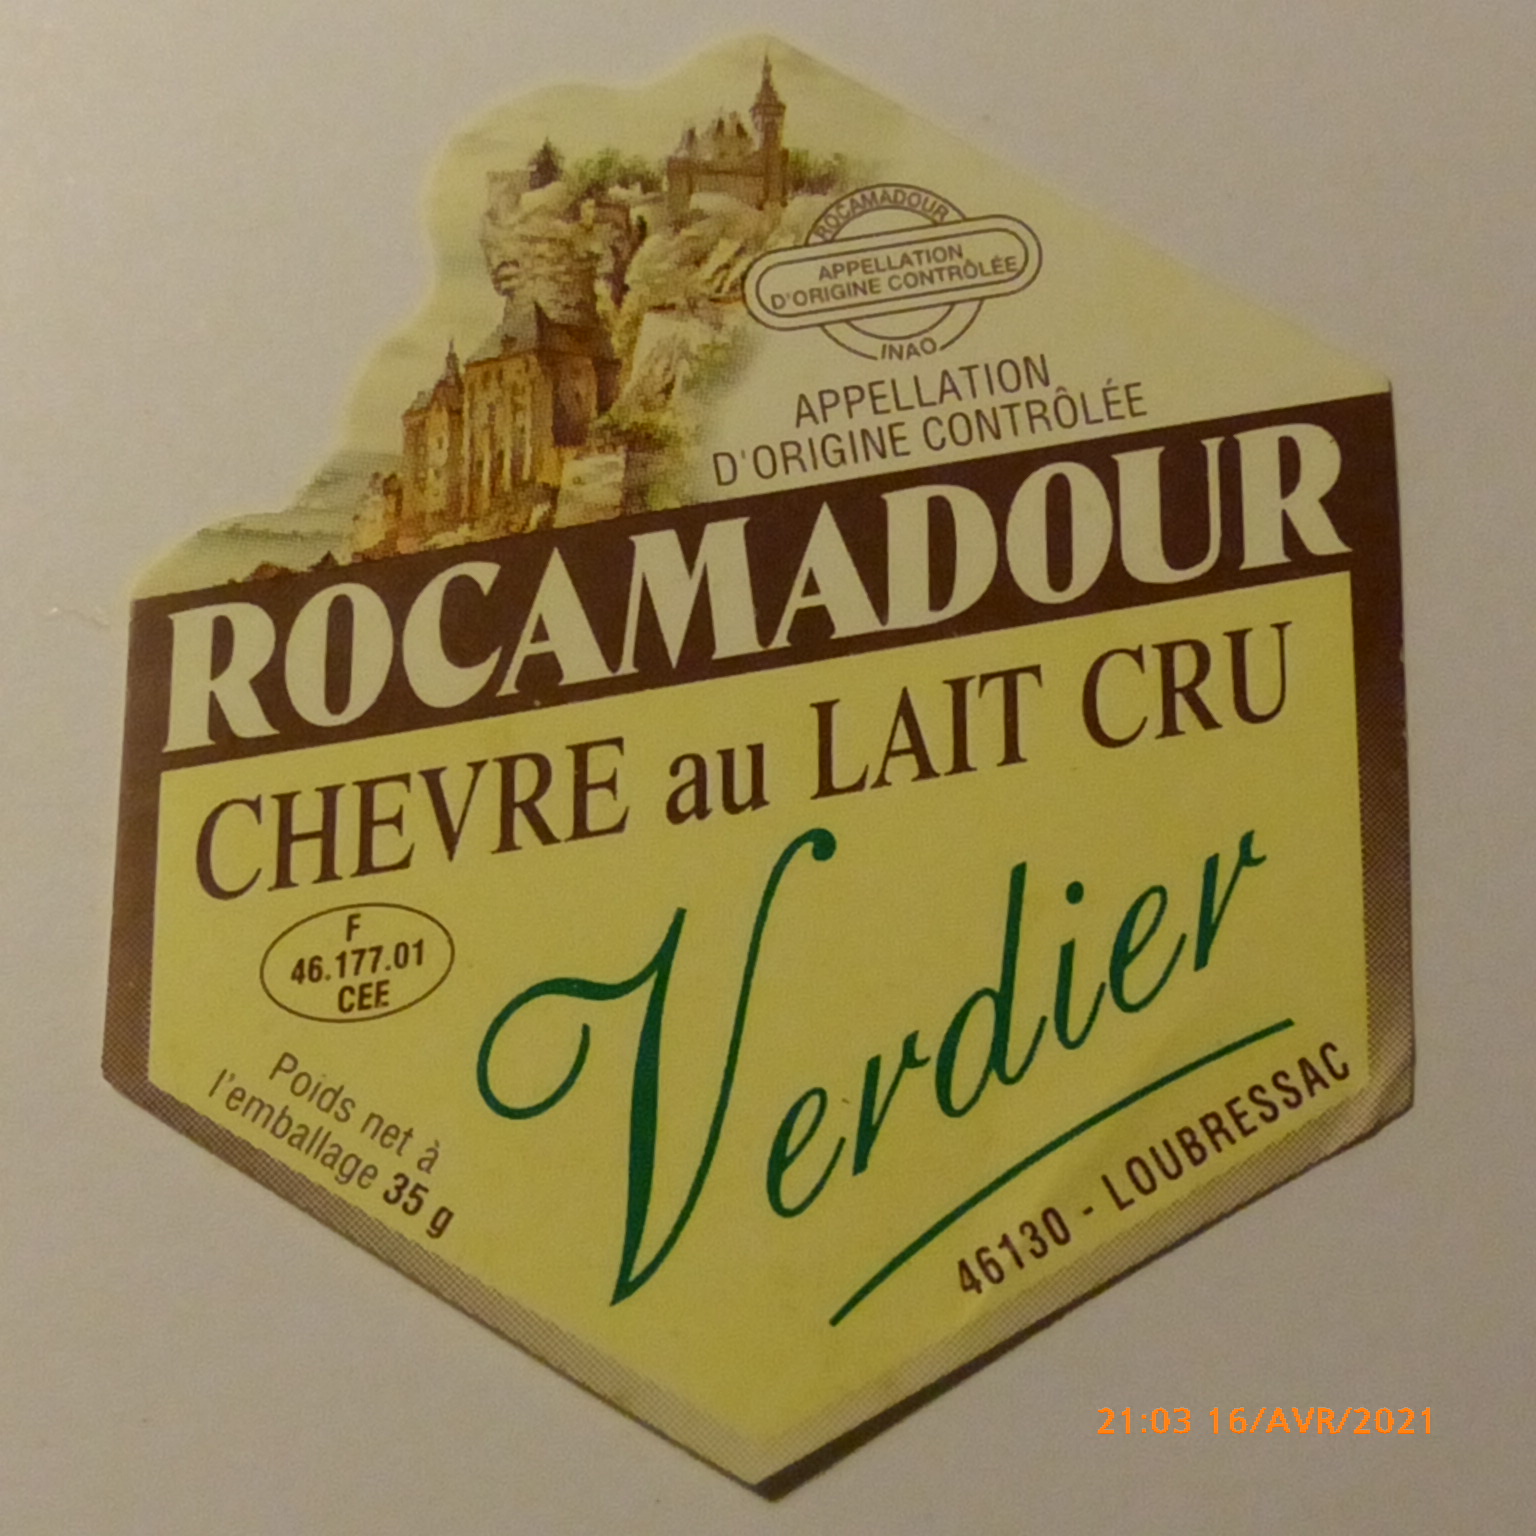 ROCAMADOUR
APPELLATION
D'ORIGINE CONTRÔLÉE
INAO
APPELLATION
D'ORIGINE CONTRÔLÉE
ROCAMADOUR
CHEVRE au LAIT CRU
F
46.177.01
CEE
Verdier
Poids net à
l'emballage 35 g
46130 - LOUBRESSAC
21:03 16/AVR/2021